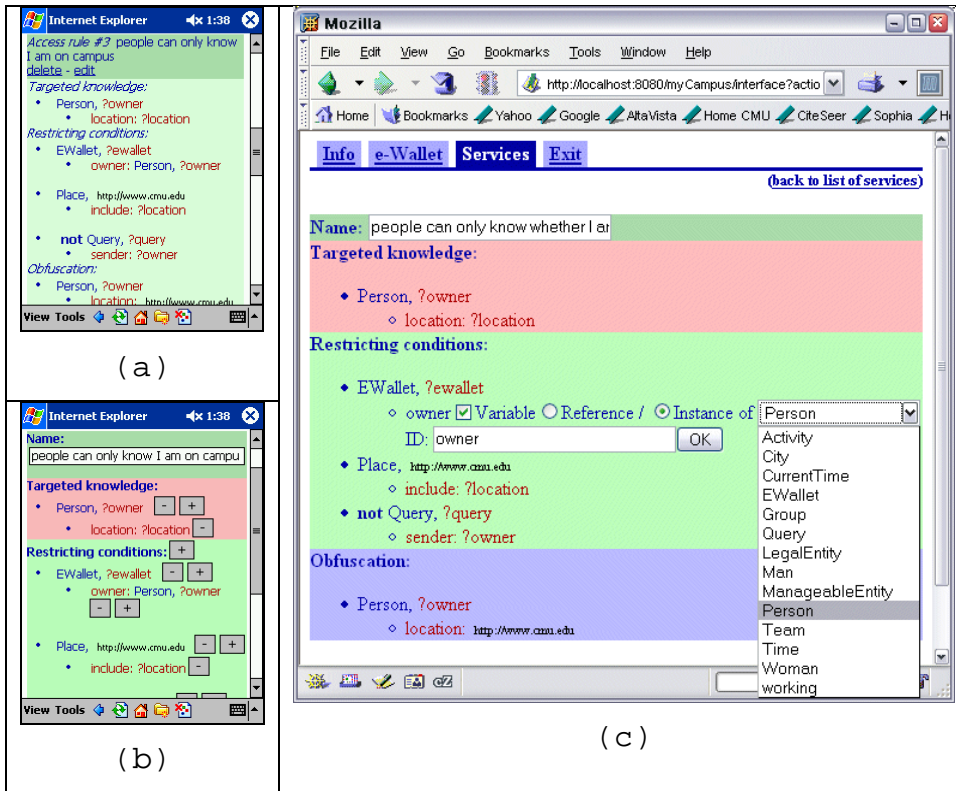 Internet Explorer 1:38
Access rule #3 people can only know
I am on campus
delete - edit
Targeted knowledge:
Person, ?owner
location: ?location
Restricting conditions:
EWallet, ?ewallet
owner: Person, ?owner
Place, http://www.cmu.edu
include: ?location
not Query, ?query
sender: ?owner
Obfuscation:
Person, ?owner
location: http://www.cmu.edu
View Tools
(a)
Internet Explorer 1:38
Name:
people can only know I am on campu
Targeted knowledge:
Person, ?owner - +
location: ?location -
Restricting conditions: +
EWallet, ?ewallet - +
owner: Person, ?owner
- +
Place, http://www.cmu.edu - +
include: ?location -
View Tools
(b)
Mozilla
File Edit View Go Bookmarks Tools Window Help
http://localhost:8080/myCampus/interface?actio
Home Bookmarks Yahoo Google AltaVista Home CMU CiteSeer Sophia
Info e-Wallet Services Exit
(back to list of services)
Name: people can only know whether I ar
Targeted knowledge:
Person, ?owner
location: ?location
Restricting conditions:
EWallet, ?ewallet
owner Variable Reference / Instance of Person
ID: owner OK
Place, http://www.cmu.edu
include: ?location
not Query, ?query
sender: ?owner
Obfuscation:
Person, ?owner
location: http://www.cmu.edu
Activity
City
CurrentTime
EWallet
Group
Query
LegalEntity
Man
ManageableEntity
Person
Team
Time
Woman
working
(c)